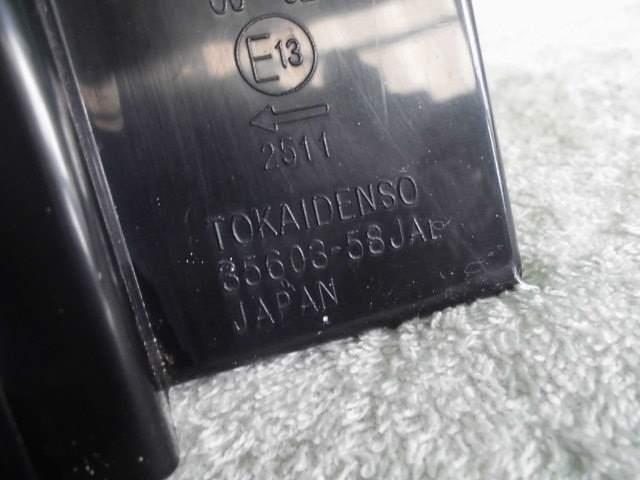 E13
2511
TOKAIDENSO
35603-58JA
JAPAN